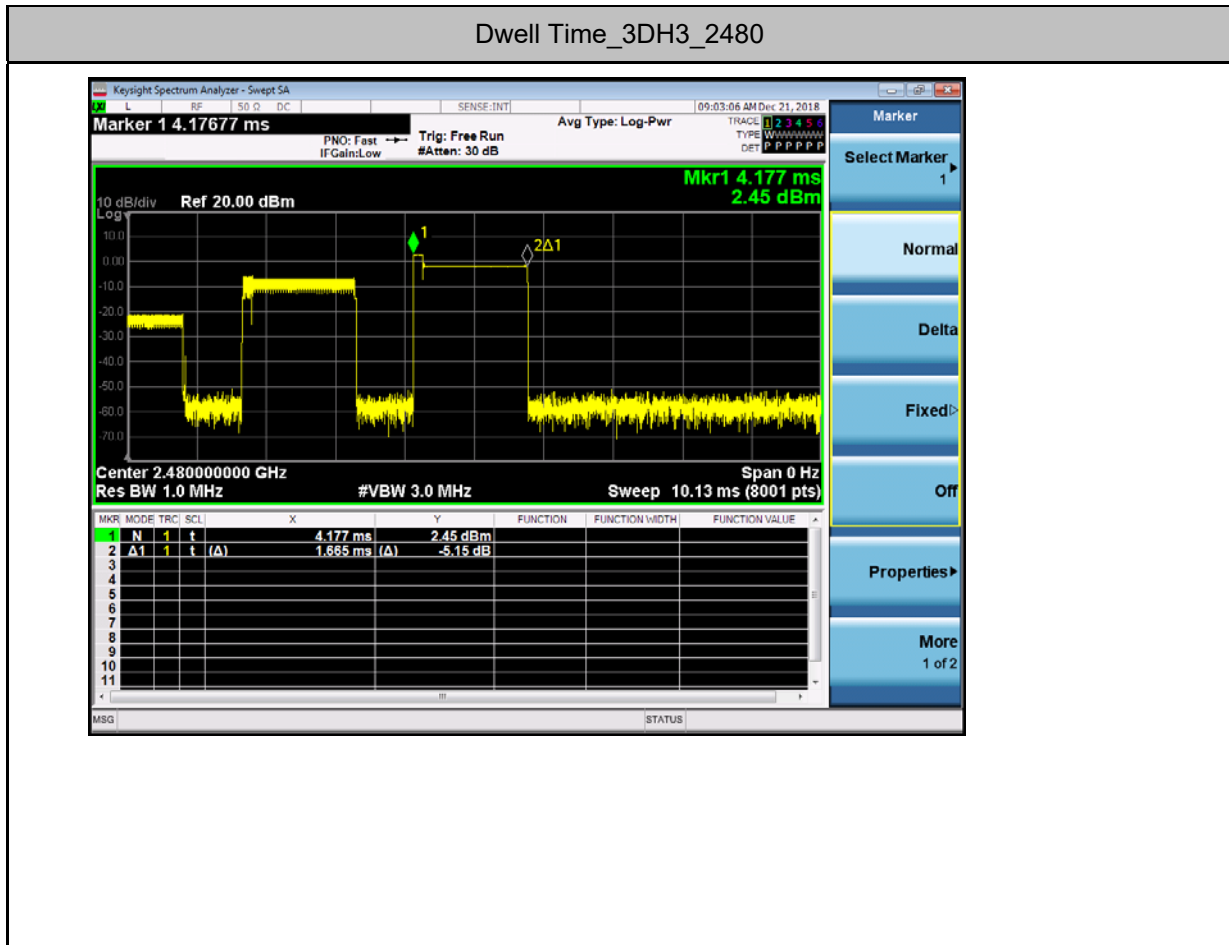 Dwell Time_3DH3_2480
Keysight Spectrum Analyzer - Swept SA
L RF 50 Ω DC SENSE:INT 09:03:06 AM Dec 21, 2018
Marker 1 4.17677 ms
PNO: Fast
IFGain:Low
Trig: Free Run
#Atten: 30 dB
Avg Type: Log-Pwr
TRACE 1 2 3 4 5 6
TYPE WWWWWW
DET P P P P P P
Mkr1 4.177 ms
2.45 dBm
10 dB/div Ref 20.00 dBm
Log
10.0
0.00
-10.0
-20.0
-30.0
-40.0
-50.0
-60.0
-70.0
1
2Δ1
Center 2.480000000 GHz Span 0 Hz
Res BW 1.0 MHz #VBW 3.0 MHz Sweep 10.13 ms (8001 pts)
MKR MODE TRC SCL X Y FUNCTION FUNCTION WIDTH FUNCTION VALUE
1 N 1 t 4.177 ms 2.45 dBm
2 Δ1 1 t (Δ) 1.665 ms (Δ) -5.15 dB
3
4
5
6
7
8
9
10
11
MSG STATUS
Marker
Select Marker
1
Normal
Delta
Fixed
Off
Properties
More
1 of 2